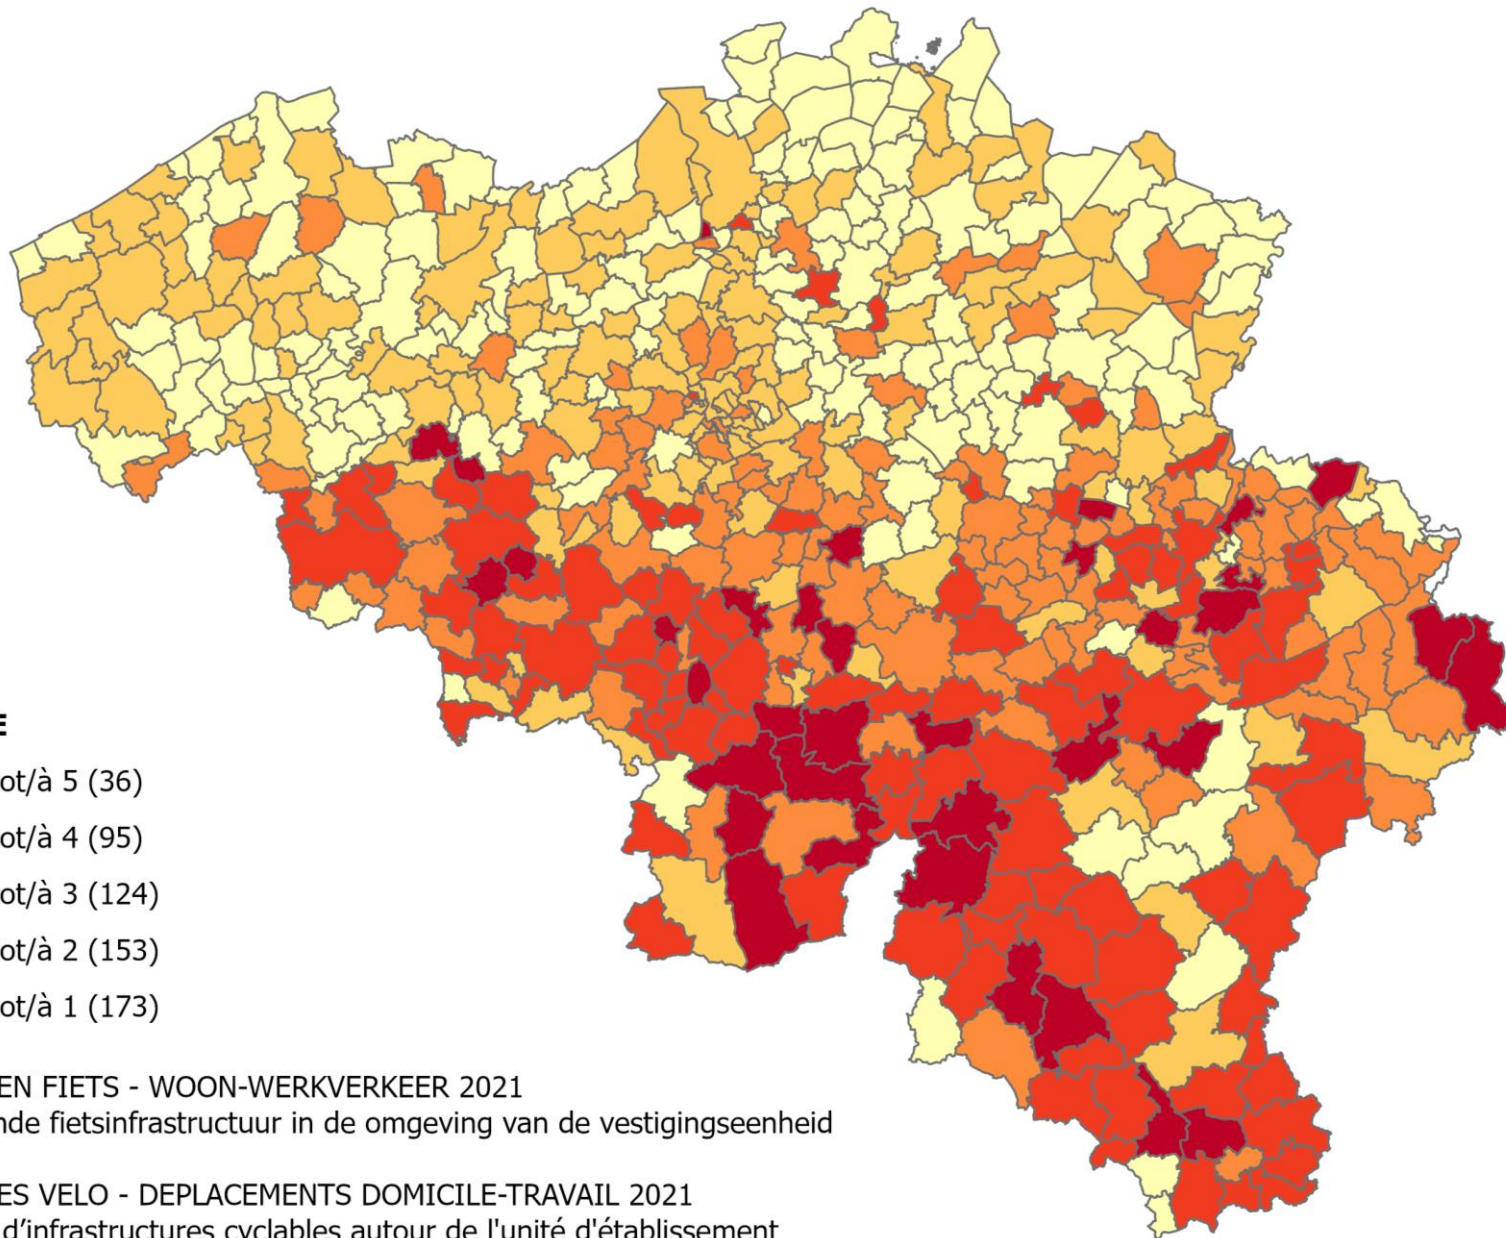 E
ot/à 5 (36)
ot/à 4 (95)
ot/à 3 (124)
ot/à 2 (153)
ot/à 1 (173)
EN FIETS - WOON-WERKVERKEER 2021
nde fietsinfrastructuur in de omgeving van de vestigingseenheid
ES VELO - DEPLACEMENTS DOMICILE-TRAVAIL 2021
d’infrastructures cyclables autour de l'unité d'établissement